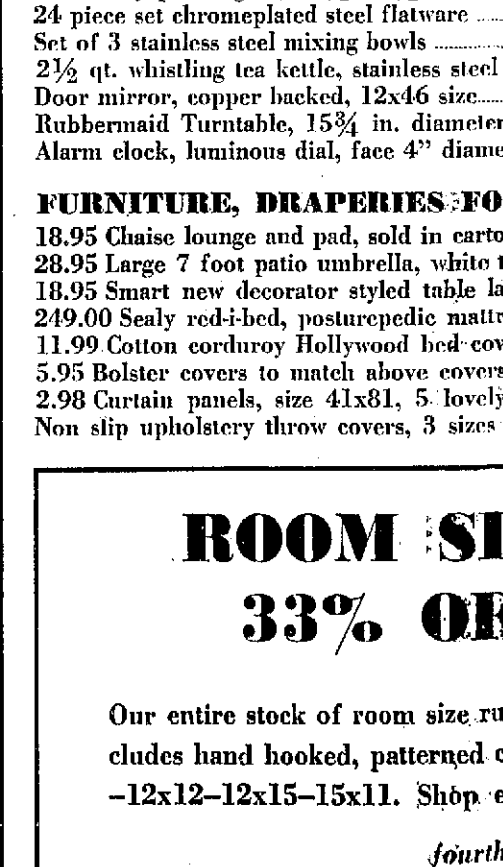 24 piece set chromeplated steel flatware ......
Set of 3 stainless steel mixing bowls ..............
2½ qt. whistling tea kettle, stainless steel
Door mirror, copper backed, 12x46 size......
Rubbermaid Turntable, 15¾ in. diameter
Alarm clock, luminous dial, face 4” diame
FURNITURE, DRAPERIES FO
18.95 Chaise lounge and pad, sold in carto
28.95 Large 7 foot patio umbrella, white t
18.95 Smart new decorator styled table la
249.00 Sealy red-i-bed, posturepedic mattr
11.99 Cotton corduroy Hollywood bed cov
5.95 Bolster covers to match above covers
2.98 Curtain panels, size 41x81, 5 lovely
Non slip upholstery throw covers, 3 sizes
ROOM SI
33% OF
Our entire stock of room size ru
cludes hand hooked, patterned c
–12x12–12x15–15x11. Shop e
fourth